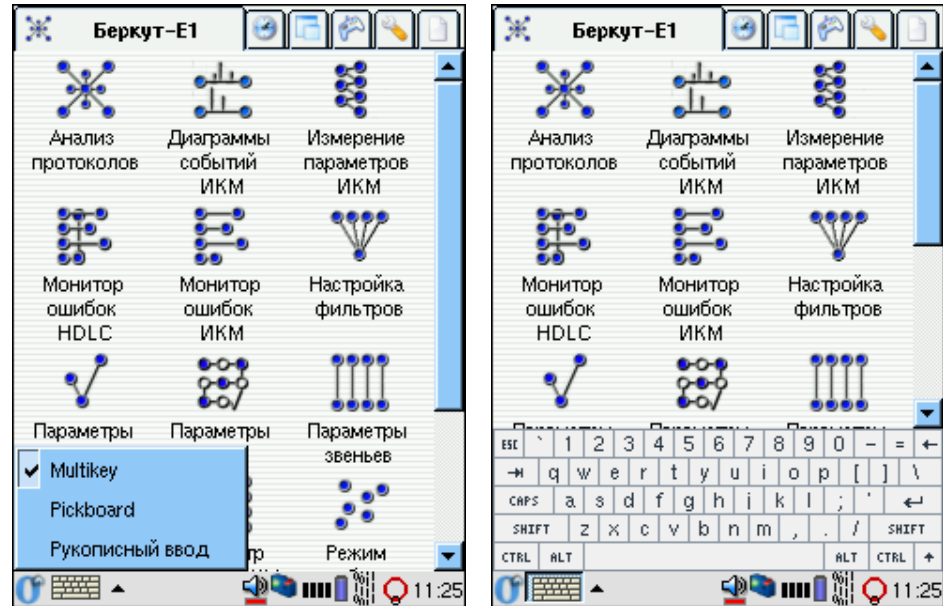 Беркут-Е1
Анализ протоколов
Диаграммы событий ИКМ
Измерение параметров ИКМ
Монитор ошибок HDLC
Монитор ошибок ИКМ
Настройка фильтров
Параметры
Параметры
Параметры звеньев
Multikey
Pickboard
Рукописный ввод
Режим
11:25
Беркут-Е1
Анализ протоколов
Диаграммы событий ИКМ
Измерение параметров ИКМ
Монитор ошибок HDLC
Монитор ошибок ИКМ
Настройка фильтров
ESC ` 1 2 3 4 5 6 7 8 9 0 - = ←
q w e r t y u i o p [ ] \
CAPS a s d f g h j k l ; '
SHIFT z x c v b n m , . / SHIFT
CTRL ALT ALT CTRL
11:25